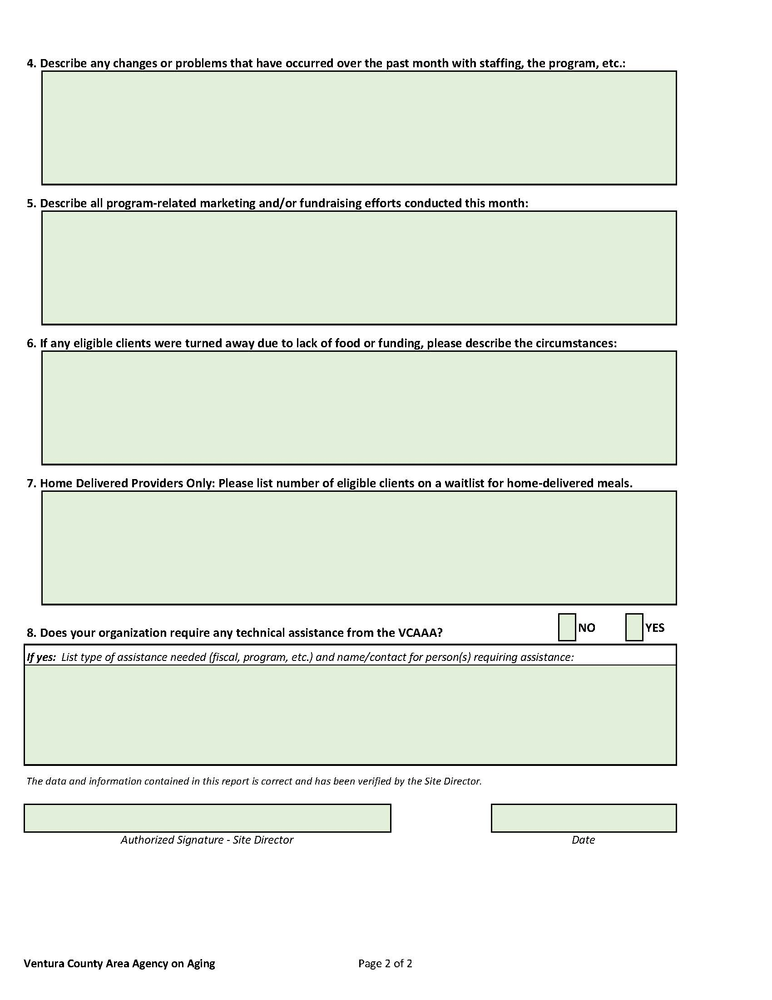 4. Describe any changes or problems that have occurred over the past month with staffing, the program, etc.:
5. Describe all program-related marketing and/or fundraising efforts conducted this month:
6. If any eligible clients were turned away due to lack of food or funding, please describe the circumstances:
7. Home Delivered Providers Only: Please list number of eligible clients on a waitlist for home-delivered meals.
8. Does your organization require any technical assistance from the VCAAA? NO YES
If yes: List type of assistance needed (fiscal, program, etc.) and name/contact for person(s) requiring assistance:
The data and information contained in this report is correct and has been verified by the Site Director.
Authorized Signature - Site Director Date
Ventura County Area Agency on Aging Page 2 of 2